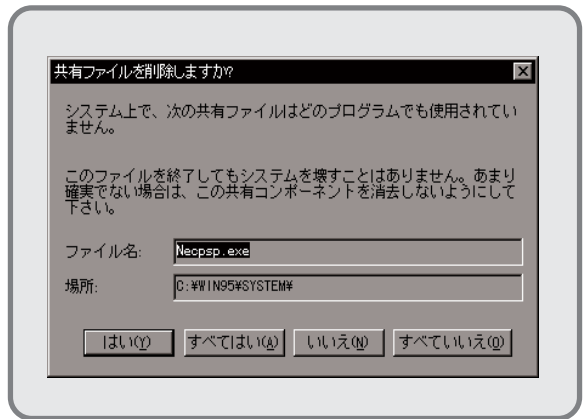 共有ファイルを削除しますか?
システム上で、次の共有ファイルはどのプログラムでも使用されてい
ません。
このファイルを終了してもシステムを壊すことはありません。あまり
確実でない場合は、この共有コンポーネントを消去しないようにして
下さい。
ファイル名: Necpsp.exe
場所: C:¥WIN95¥SYSTEM¥
はい(Y) すべてはい(A) いいえ(N) すべていいえ(O)